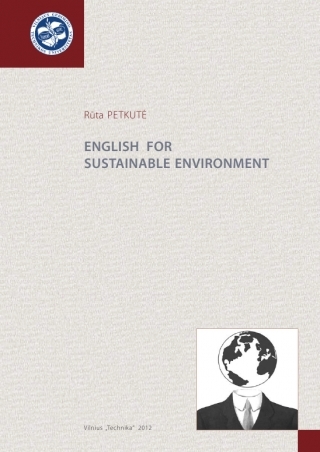 Rūta PETKUTĖ
ENGLISH FOR
SUSTAINABLE ENVIRONMENT
Vilnius „Technika“ 2012